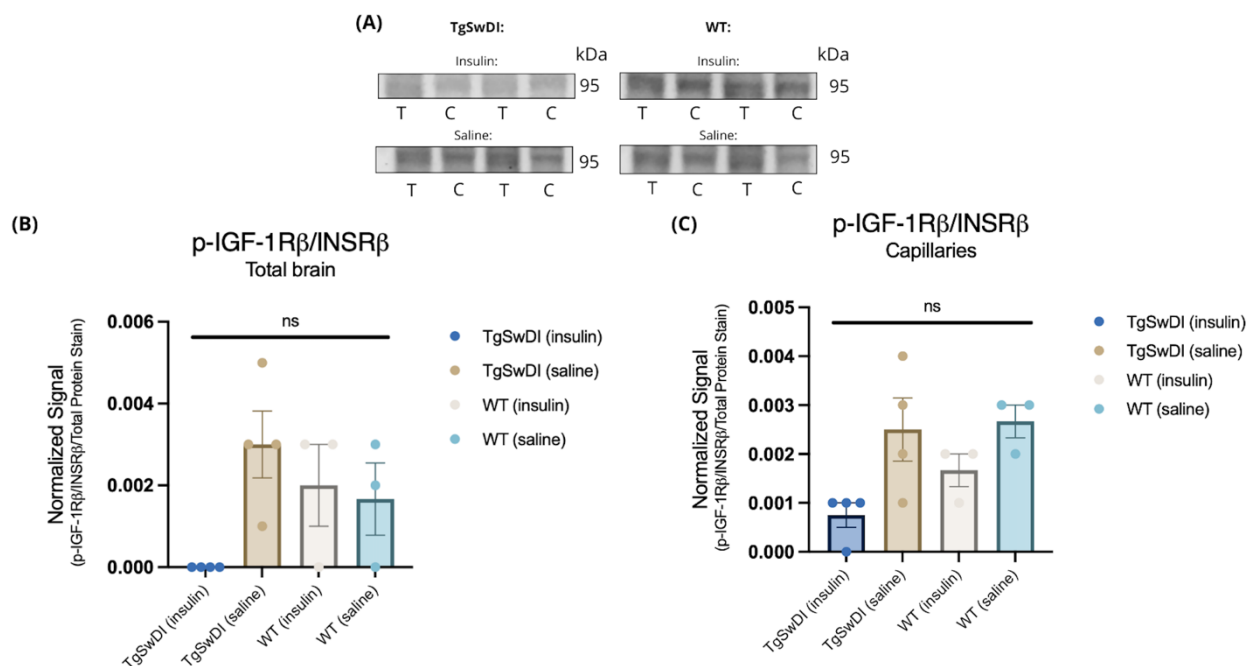 (A)
TgSwDI:
WT:
Insulin:
kDa
Insulin:
kDa
95
95
T C T C
T C T C
Saline:
Saline:
95
95
T C T C
T C T C
(B)
p-IGF-1Rβ/INSRβ
Total brain
Normalized Signal
(p-IGF-1Rβ/INSRβ/Total Protein Stain)
0.006
0.004
0.002
0.000
ns
TgSwDI (insulin)
TgSwDI (saline)
WT (insulin)
WT (saline)
TgSwDI (insulin)
TgSwDI (saline)
WT (insulin)
WT (saline)
(C)
p-IGF-1Rβ/INSRβ
Capillaries
Normalized Signal
(p-IGF-1Rβ/INSRβ/Total Protein Stain)
0.005
0.004
0.003
0.002
0.001
0.000
ns
TgSwDI (insulin)
TgSwDI (saline)
WT (insulin)
WT (saline)
TgSwDI (insulin)
TgSwDI (saline)
WT (insulin)
WT (saline)